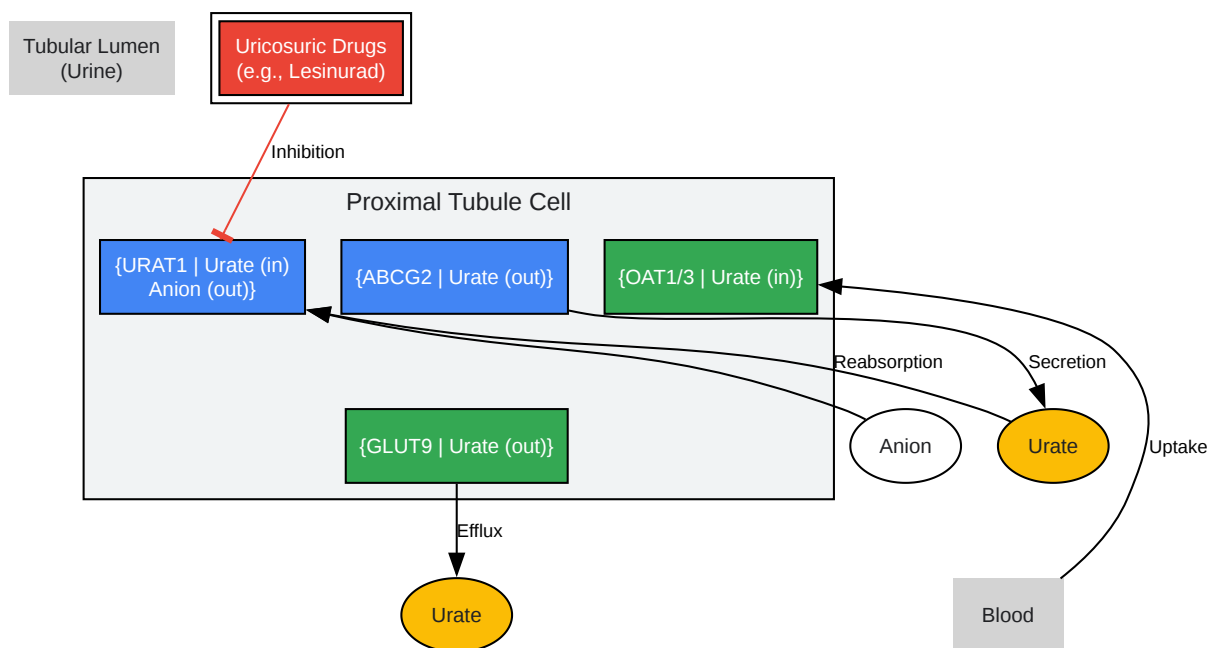 Tubular Lumen
(Urine)
Uricosuric Drugs
(e.g., Lesinurad)
Inhibition
Proximal Tubule Cell
{URAT1 | Urate (in)
Anion (out)}
{ABCG2 | Urate (out)}
{OAT1/3 | Urate (in)}
Reabsorption
Secretion
{GLUT9 | Urate (out)}
Anion
Urate
Uptake
Efflux
Urate
Blood